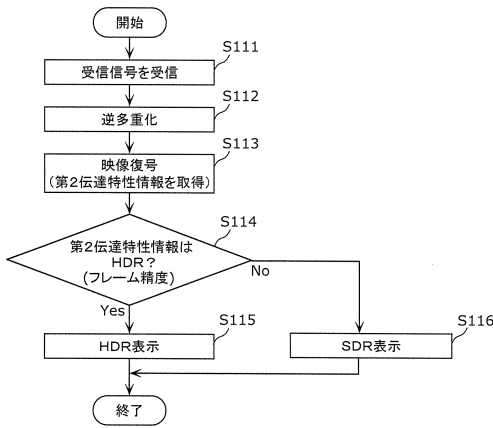 開始
S111
受信信号を受信
S112
逆多重化
S113
映像復号
(第2伝達特性情報を取得)
S114
第2伝達特性情報は
HDR?
(フレーム精度)
No
Yes
S115
HDR表示
S116
SDR表示
終了